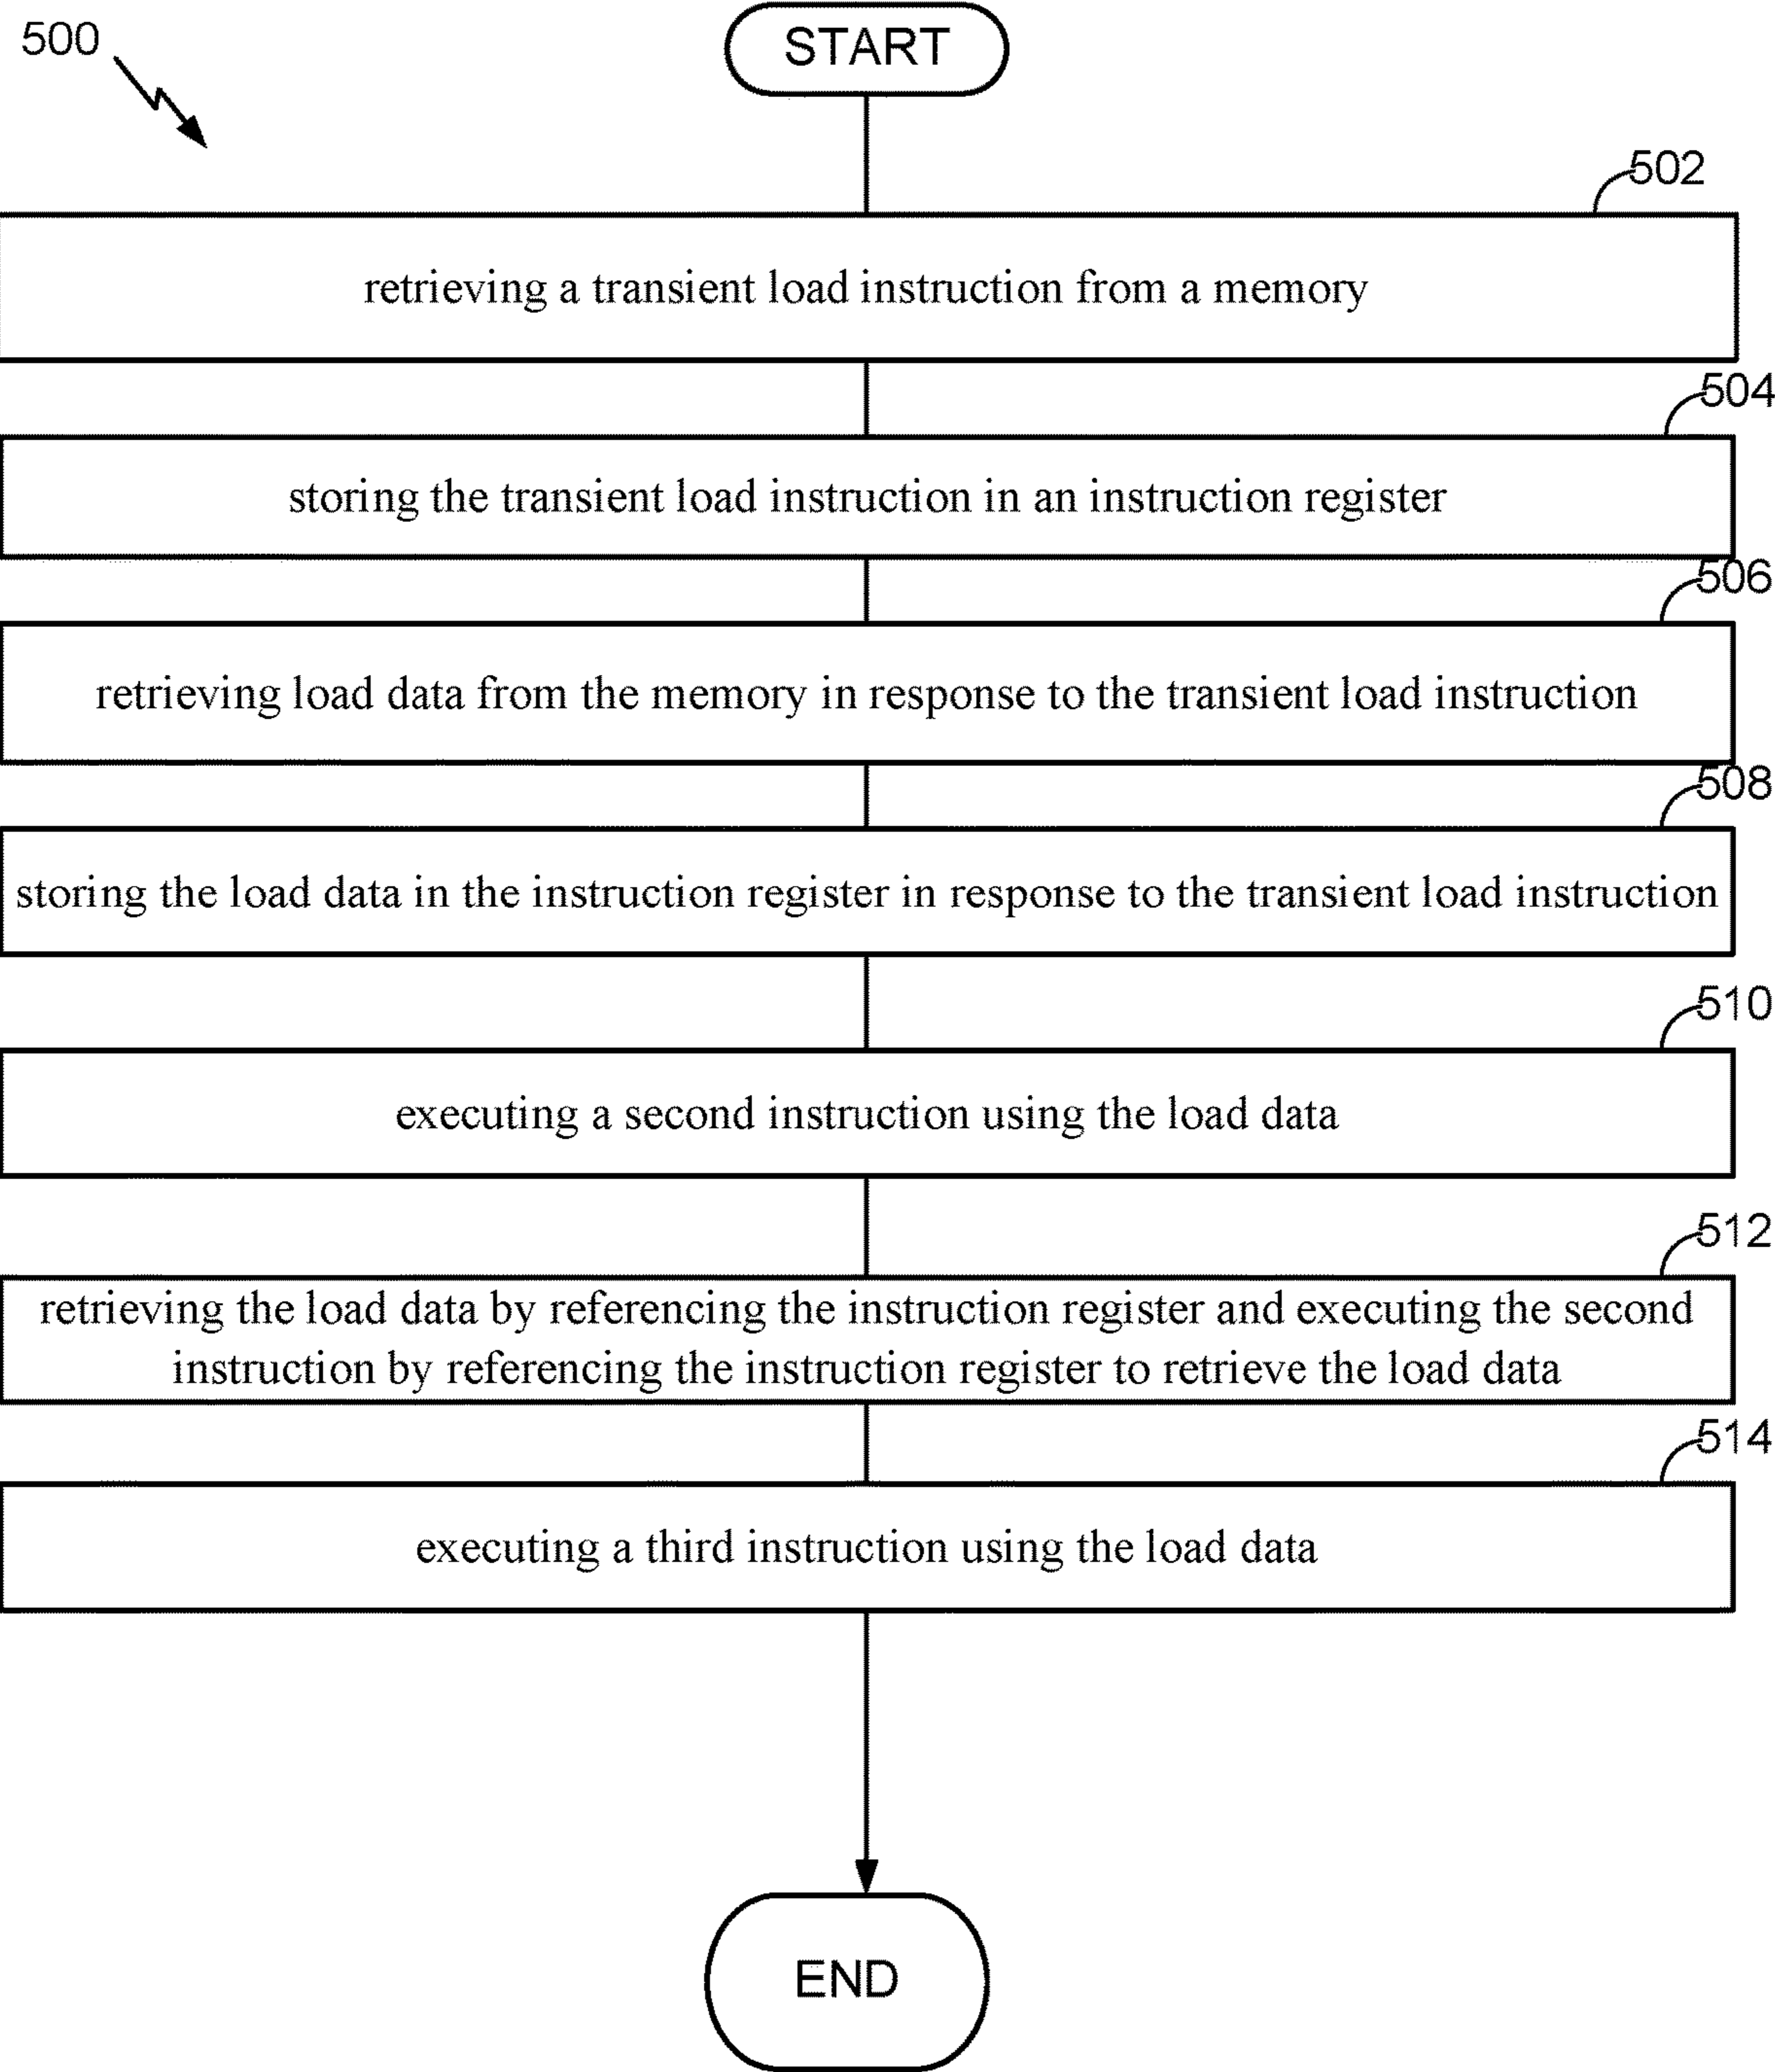 500
START
502
retrieving a transient load instruction from a memory
504
storing the transient load instruction in an instruction register
506
retrieving load data from the memory in response to the transient load instruction
508
storing the load data in the instruction register in response to the transient load instruction
510
executing a second instruction using the load data
512
retrieving the load data by referencing the instruction register and executing the second
instruction by referencing the instruction register to retrieve the load data
514
executing a third instruction using the load data
END